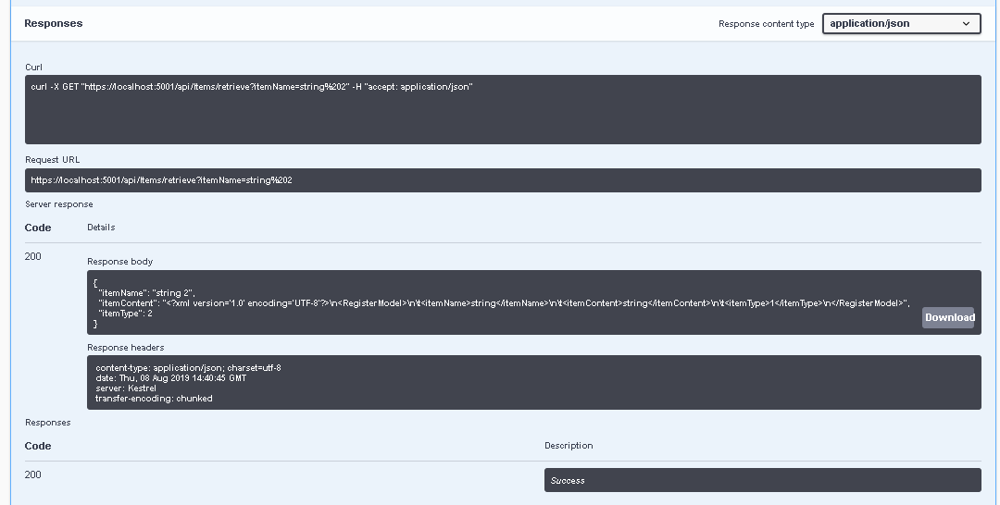 Responses
Response content type application/json
Curl
curl -X GET "https://localhost:5001/api/Items/retrieve?itemName=string%202" -H "accept: application/json"
Request URL
https://localhost:5001/api/Items/retrieve?itemName=string%202
Server response
Code Details
200
Response body
{
"itemName": "string 2",
"itemContent": "<?xml version='1.0' encoding='UTF-8'?>\n<RegisterModel>\n\t<itemName>string</itemName>\n\t<itemContent>string</itemContent>\n\t<itemType>1</itemType>\n</RegisterModel>",
"itemType": 2
}
Download
Response headers
content-type: application/json; charset=utf-8
date: Thu, 08 Aug 2019 14:40:45 GMT
server: Kestrel
transfer-encoding: chunked
Responses
Code Description
200 Success